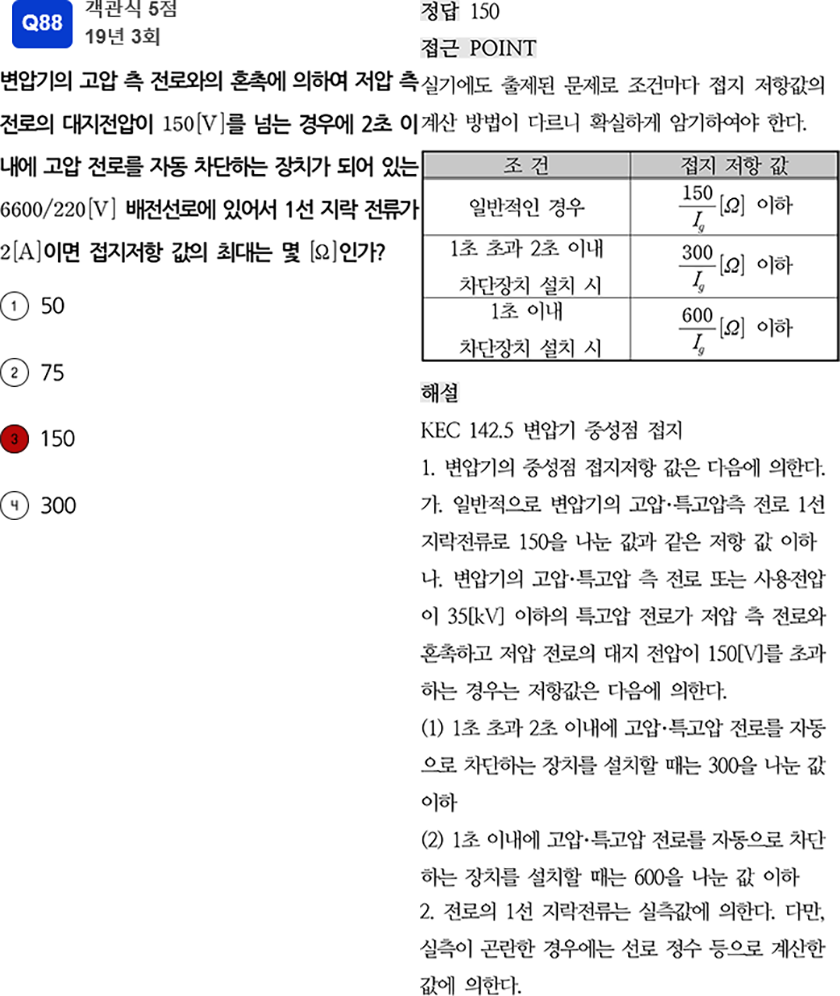 Q88
객관식 5점
19년 3회
변압기의 고압 측 전로와의 혼촉에 의하여 저압 측
전로의 대지전압이 150[V]를 넘는 경우에 2초 이
내에 고압 전로를 자동 차단하는 장치가 되어 있는
6600/220[V] 배전선로에 있어서 1선 지락 전류가
2[A]이면 접지저항 값의 최대는 몇 [Ω]인가?
1 50
2 75
3 150
4 300
정답 150
접근 POINT
실기에도 출제된 문제로 조건마다 접지 저항값의
계산 방법이 다르니 확실하게 암기하여야 한다.
조 건 접지 저항 값
일반적인 경우 150/I_g [Ω] 이하
1초 초과 2초 이내
차단장치 설치 시 300/I_g [Ω] 이하
1초 이내
차단장치 설치 시 600/I_g [Ω] 이하
해설
KEC 142.5 변압기 중성점 접지
1. 변압기의 중성점 접지저항 값은 다음에 의한다.
가. 일반적으로 변압기의 고압·특고압측 전로 1선
지락전류로 150을 나눈 값과 같은 저항 값 이하
나. 변압기의 고압·특고압 측 전로 또는 사용전압
이 35[kV] 이하의 특고압 전로가 저압 측 전로와
혼촉하고 저압 전로의 대지 전압이 150[V]를 초과
하는 경우는 저항값은 다음에 의한다.
(1) 1초 초과 2초 이내에 고압·특고압 전로를 자동
으로 차단하는 장치를 설치할 때는 300을 나눈 값
이하
(2) 1초 이내에 고압·특고압 전로를 자동으로 차단
하는 장치를 설치할 때는 600을 나눈 값 이하
2. 전로의 1선 지락전류는 실측값에 의한다. 다만,
실측이 곤란한 경우에는 선로 정수 등으로 계산한
값에 의한다.